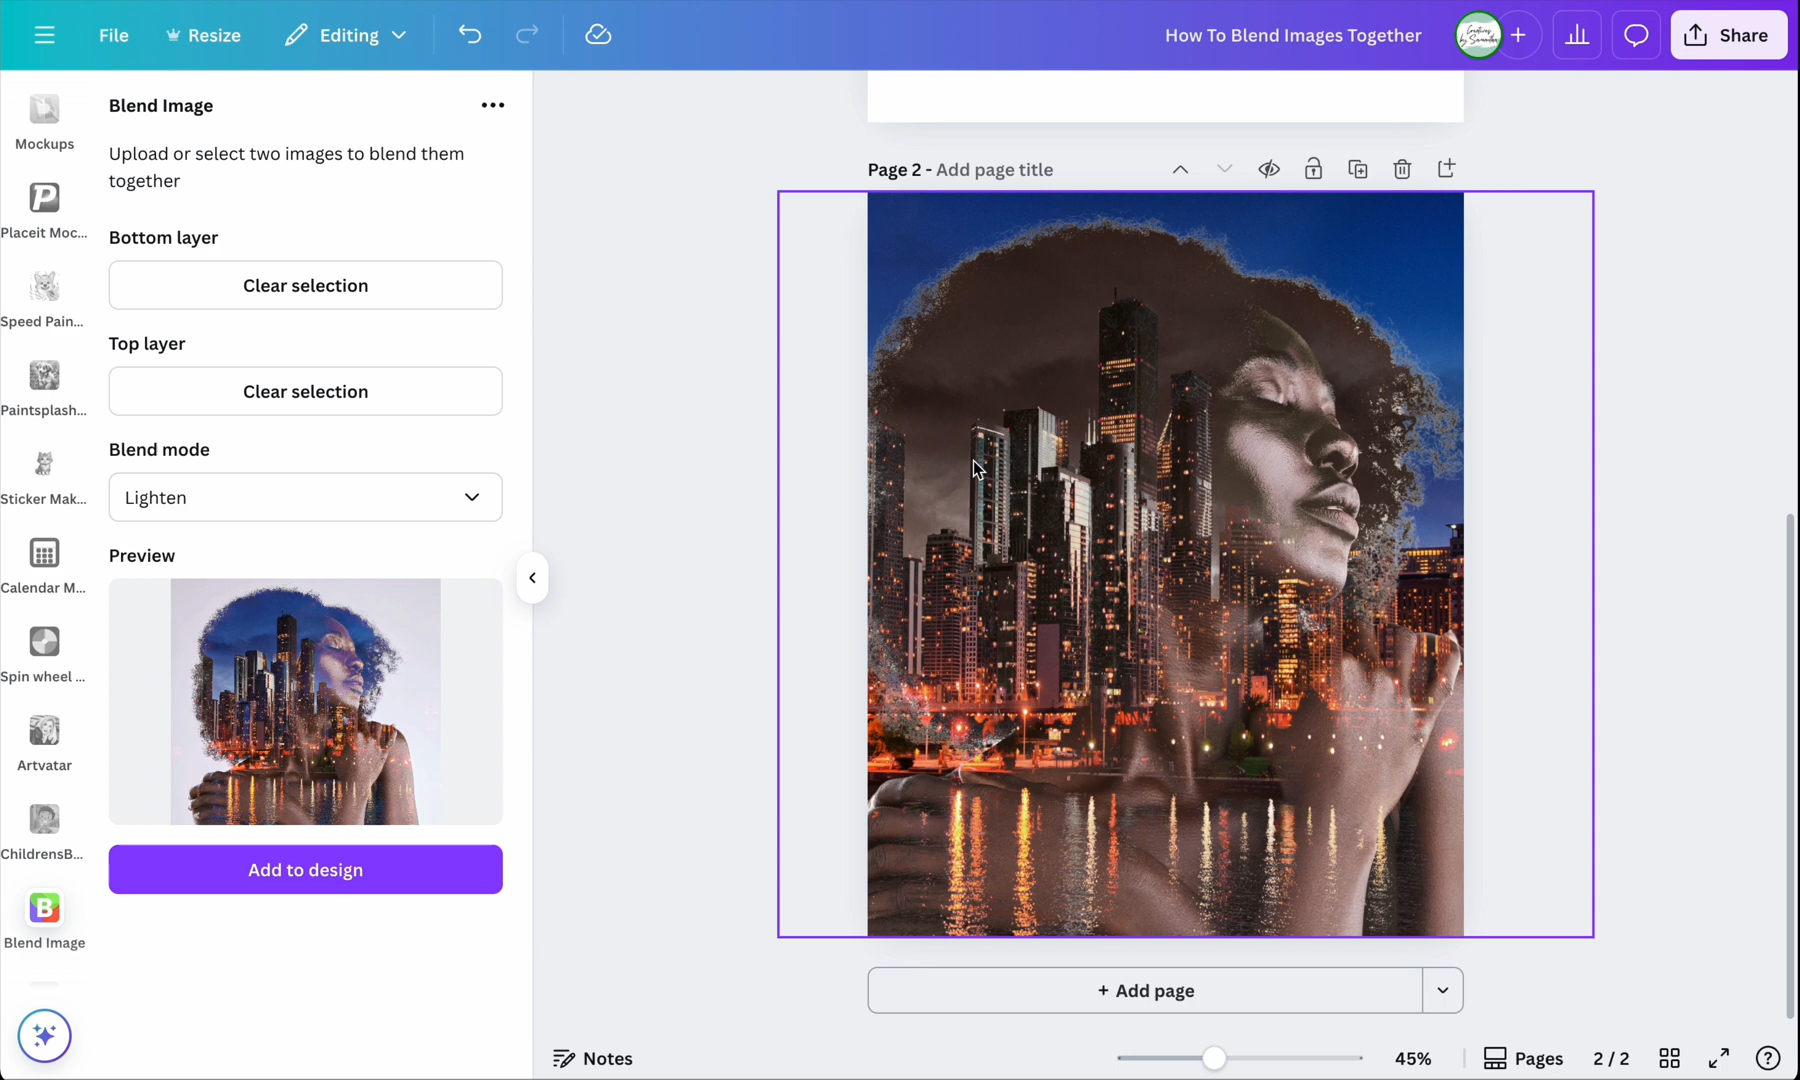 File
Resize
Editing
How To Blend Images Together
Creatives
by Samantha
Share
Mockups
Placeit Moc...
Speed Pain...
Paintsplash...
Sticker Mak...
Calendar M...
Spin wheel ...
Artvatar
ChildrensB...
B
Blend Image
Blend Image
Upload or select two images to blend them
together
Bottom layer
Clear selection
Top layer
Clear selection
Blend mode
Lighten
Preview
Add to design
Page 2 - Add page title
+ Add page
Notes
45%
Pages
2 / 2